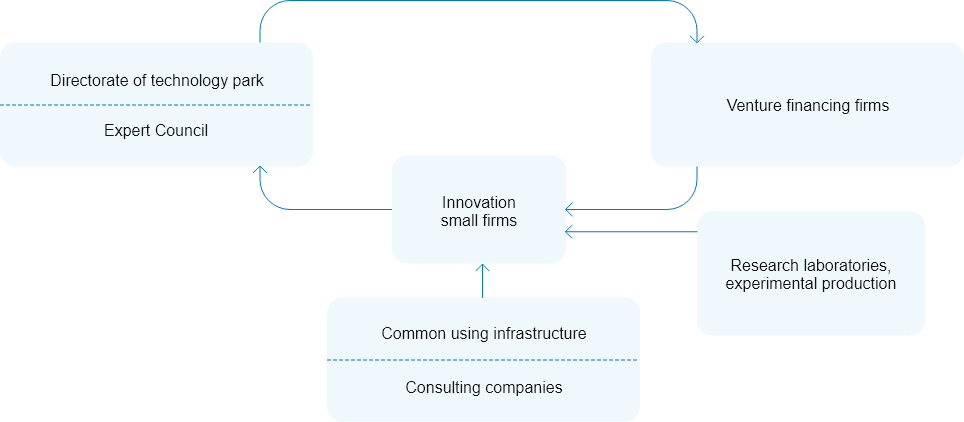 Directorate of technology park
Expert Council
Venture financing firms
Innovation
small firms
Research laboratories,
experimental production
Common using infrastructure
Consulting companies